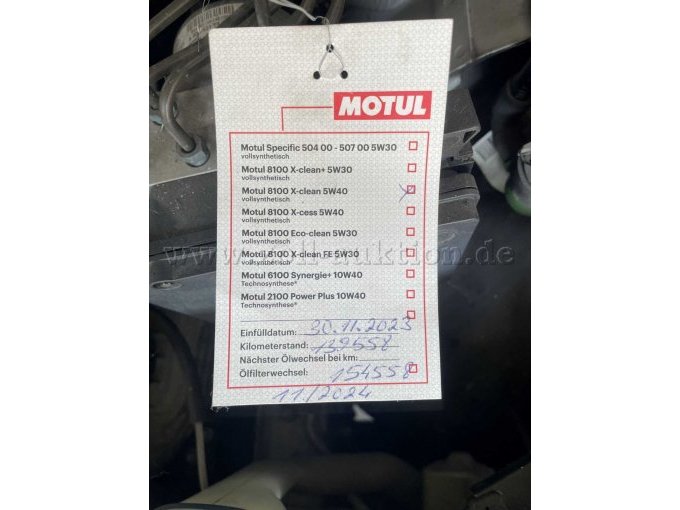 MOTUL
Motul Specific 504 00 - 507 00 5W30
vollsynthetisch
Motul 8100 X-clean+ 5W30
vollsynthetisch
Motul 8100 X-clean 5W40
vollsynthetisch
Motul 8100 X-cess 5W40
vollsynthetisch
Motul 8100 Eco-clean 5W30
vollsynthetisch
Motul 8100 X-clean FE 5W30
vollsynthetisch
Motul 6100 Synergie+ 10W40
Technosynthese®
Motul 2100 Power Plus 10W40
Technosynthese®
Einfülldatum: 30.11.2023
Kilometerstand: 139558
Nächster Ölwechsel bei km:
Ölfilterwechsel: 154558
11/2024